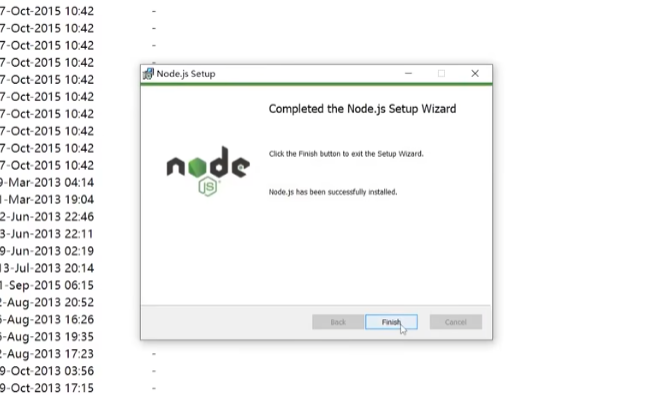 7-Oct-2015 10:42 -
7-Oct-2015 10:42 -
7-Oct-2015 10:42 -
7-Oct-2015 10:42 -
7-Oct-2015 10:42
7-Oct-2015 10:42
7-Oct-2015 10:42
7-Oct-2015 10:42
7-Oct-2015 10:42
7-Oct-2015 10:42
9-Mar-2013 04:14
1-Mar-2013 19:04
2-Jun-2013 22:46
3-Jun-2013 22:11
9-Jun-2013 02:19
13-Jul-2013 20:14
1-Sep-2015 06:15
-Aug-2013 20:52
-Aug-2013 16:26
-Aug-2013 19:35
-Aug-2013 17:23 -
9-Oct-2013 03:56 -
9-Oct-2013 17:15 -
Node.js Setup
Completed the Node.js Setup Wizard
Click the Finish button to exit the Setup Wizard.
Node.js has been successfully installed.
node
JS
Back Finish Cancel